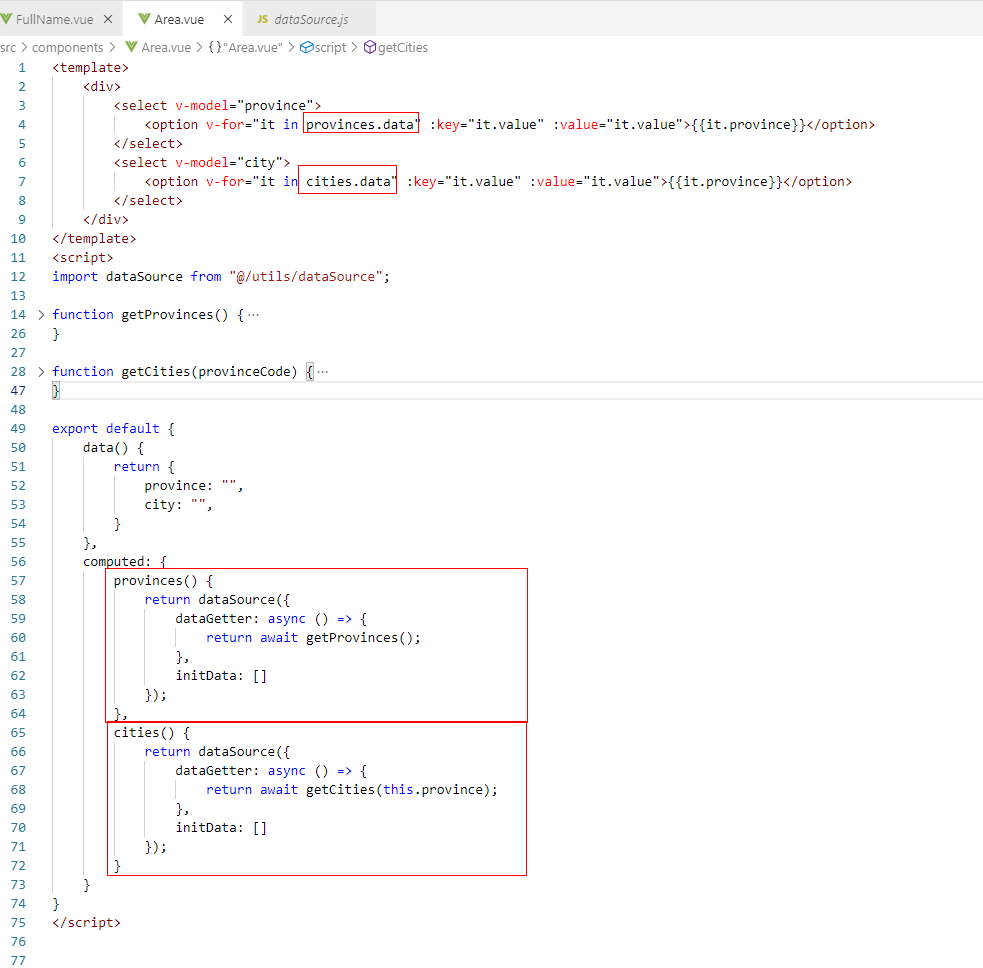 FullName.vue
Area.vue
dataSource.js
src > components > Area.vue > {} "Area.vue" > script > getCities
1 <template>
2 <div>
3 <select v-model="province">
4 <option v-for="it in provinces.data" :key="it.value" :value="it.value">{{it.province}}</option>
5 </select>
6 <select v-model="city">
7 <option v-for="it in cities.data" :key="it.value" :value="it.value">{{it.province}}</option>
8 </select>
9 </div>
10 </template>
11 <script>
12 import dataSource from "@/utils/dataSource";
13
14 function getProvinces() {···
26 }
27
28 function getCities(provinceCode) {···
47 }
48
49 export default {
50 data() {
51 return {
52 province: "",
53 city: "",
54 }
55 },
56 computed: {
57 provinces() {
58 return dataSource({
59 dataGetter: async () => {
60 return await getProvinces();
61 },
62 initData: []
63 });
64 },
65 cities() {
66 return dataSource({
67 dataGetter: async () => {
68 return await getCities(this.province);
69 },
70 initData: []
71 });
72 }
73 }
74 }
75 </script>
76
77